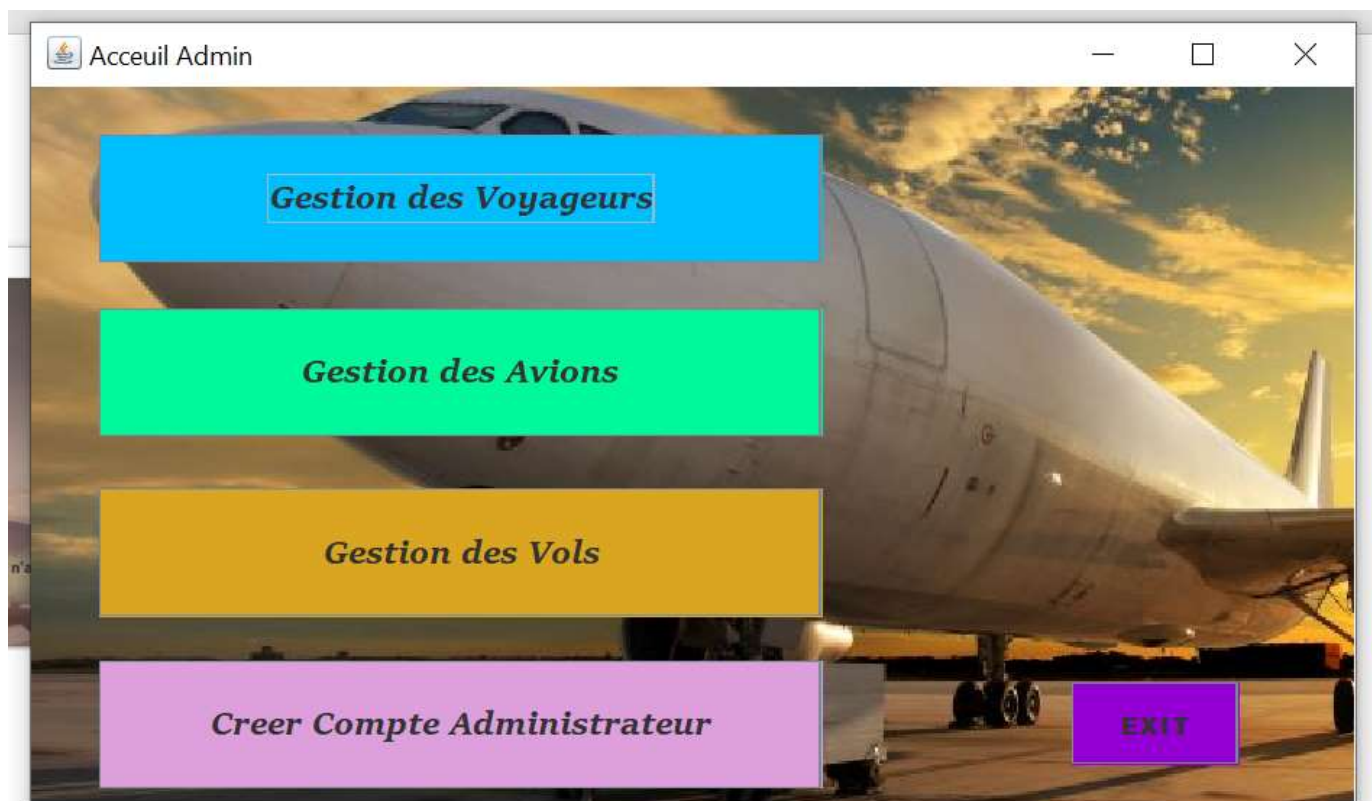 Acceuil Admin
Gestion des Voyageurs
Gestion des Avions
Gestion des Vols
n'a
Creer Compte Administrateur
EXIT